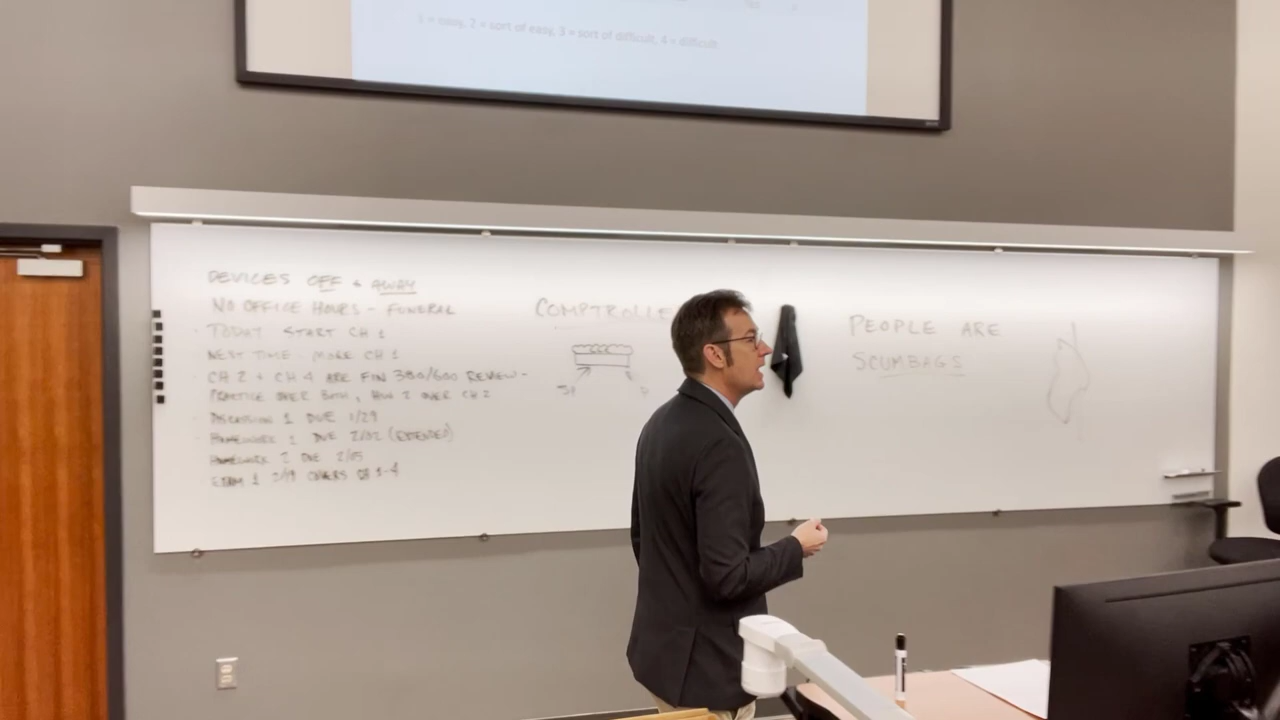 1 = easy, 2 = sort of easy, 3 = sort of difficult, 4 = difficult
DEVICES OFF + AWAY
NO OFFICE HOURS - FUNERAL
TODAY START CH 1
NEXT TIME - MORE CH 1
CH 2 + CH 4 ARE FIN 380/600 REVIEW -
PRACTICE OVER BOTH, HW 2 OVER CH 2
DISCUSSION 1 DUE 1/29
HOMEWORK 1 DUE 2/02 (EXTENDED)
HOMEWORK 2 DUE 2/05
EXAM 1 2/19 COVERS CH 1-4
COMPTROLLE
PEOPLE ARE
SCUMBAGS